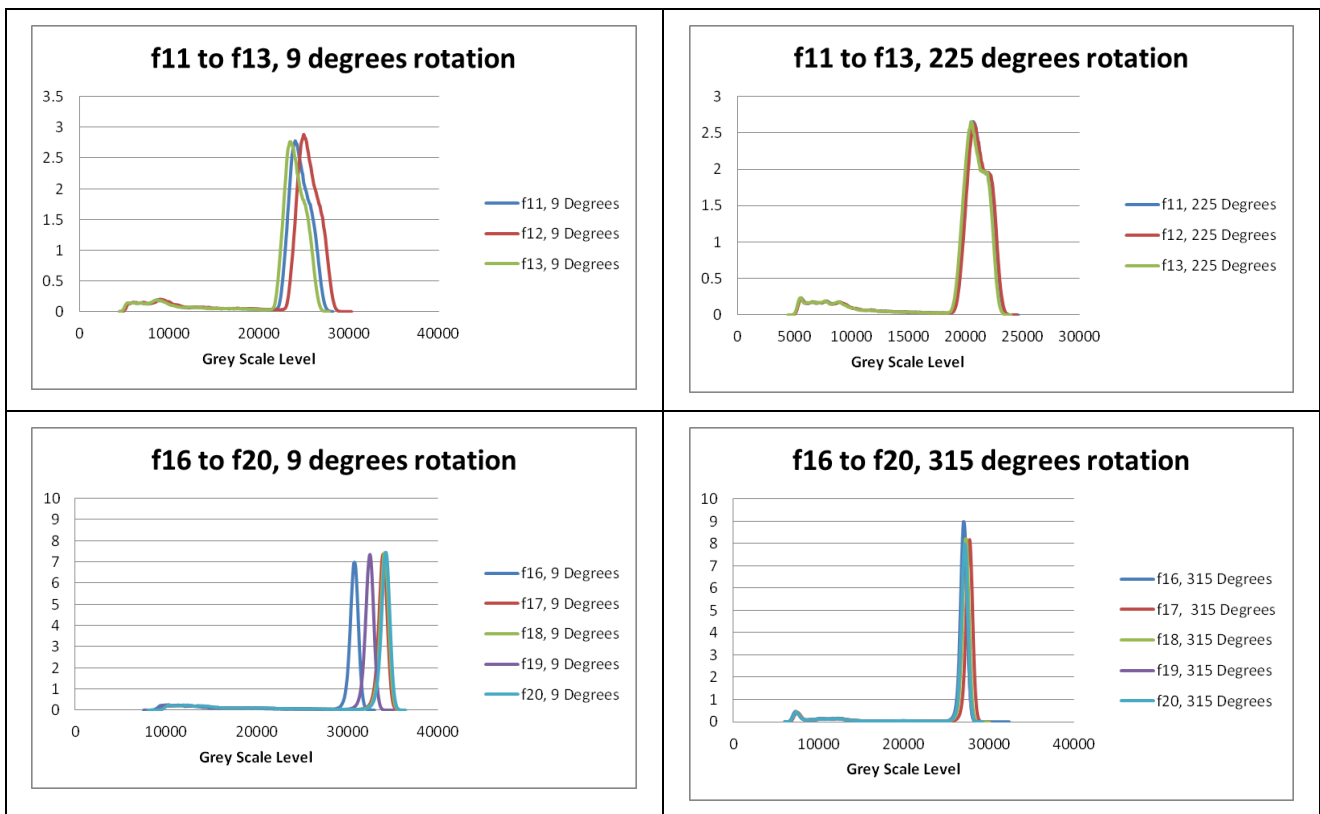 f11 to f13, 9 degrees rotation
3.5
3
2.5
2
1.5
1
0.5
0
0 10000 20000 30000 40000
Grey Scale Level
f11, 9 Degrees
f12, 9 Degrees
f13, 9 Degrees
f11 to f13, 225 degrees rotation
3
2.5
2
1.5
1
0.5
0
0 5000 10000 15000 20000 25000 30000
Grey Scale Level
f11, 225 Degrees
f12, 225 Degrees
f13, 225 Degrees
f16 to f20, 9 degrees rotation
10
9
8
7
6
5
4
3
2
1
0
0 10000 20000 30000 40000
Grey Scale Level
f16, 9 Degrees
f17, 9 Degrees
f18, 9 Degrees
f19, 9 Degrees
f20, 9 Degrees
f16 to f20, 315 degrees rotation
10
9
8
7
6
5
4
3
2
1
0
0 10000 20000 30000 40000
Grey Scale Level
f16, 315 Degrees
f17, 315 Degrees
f18, 315 Degrees
f19, 315 Degrees
f20, 315 Degrees